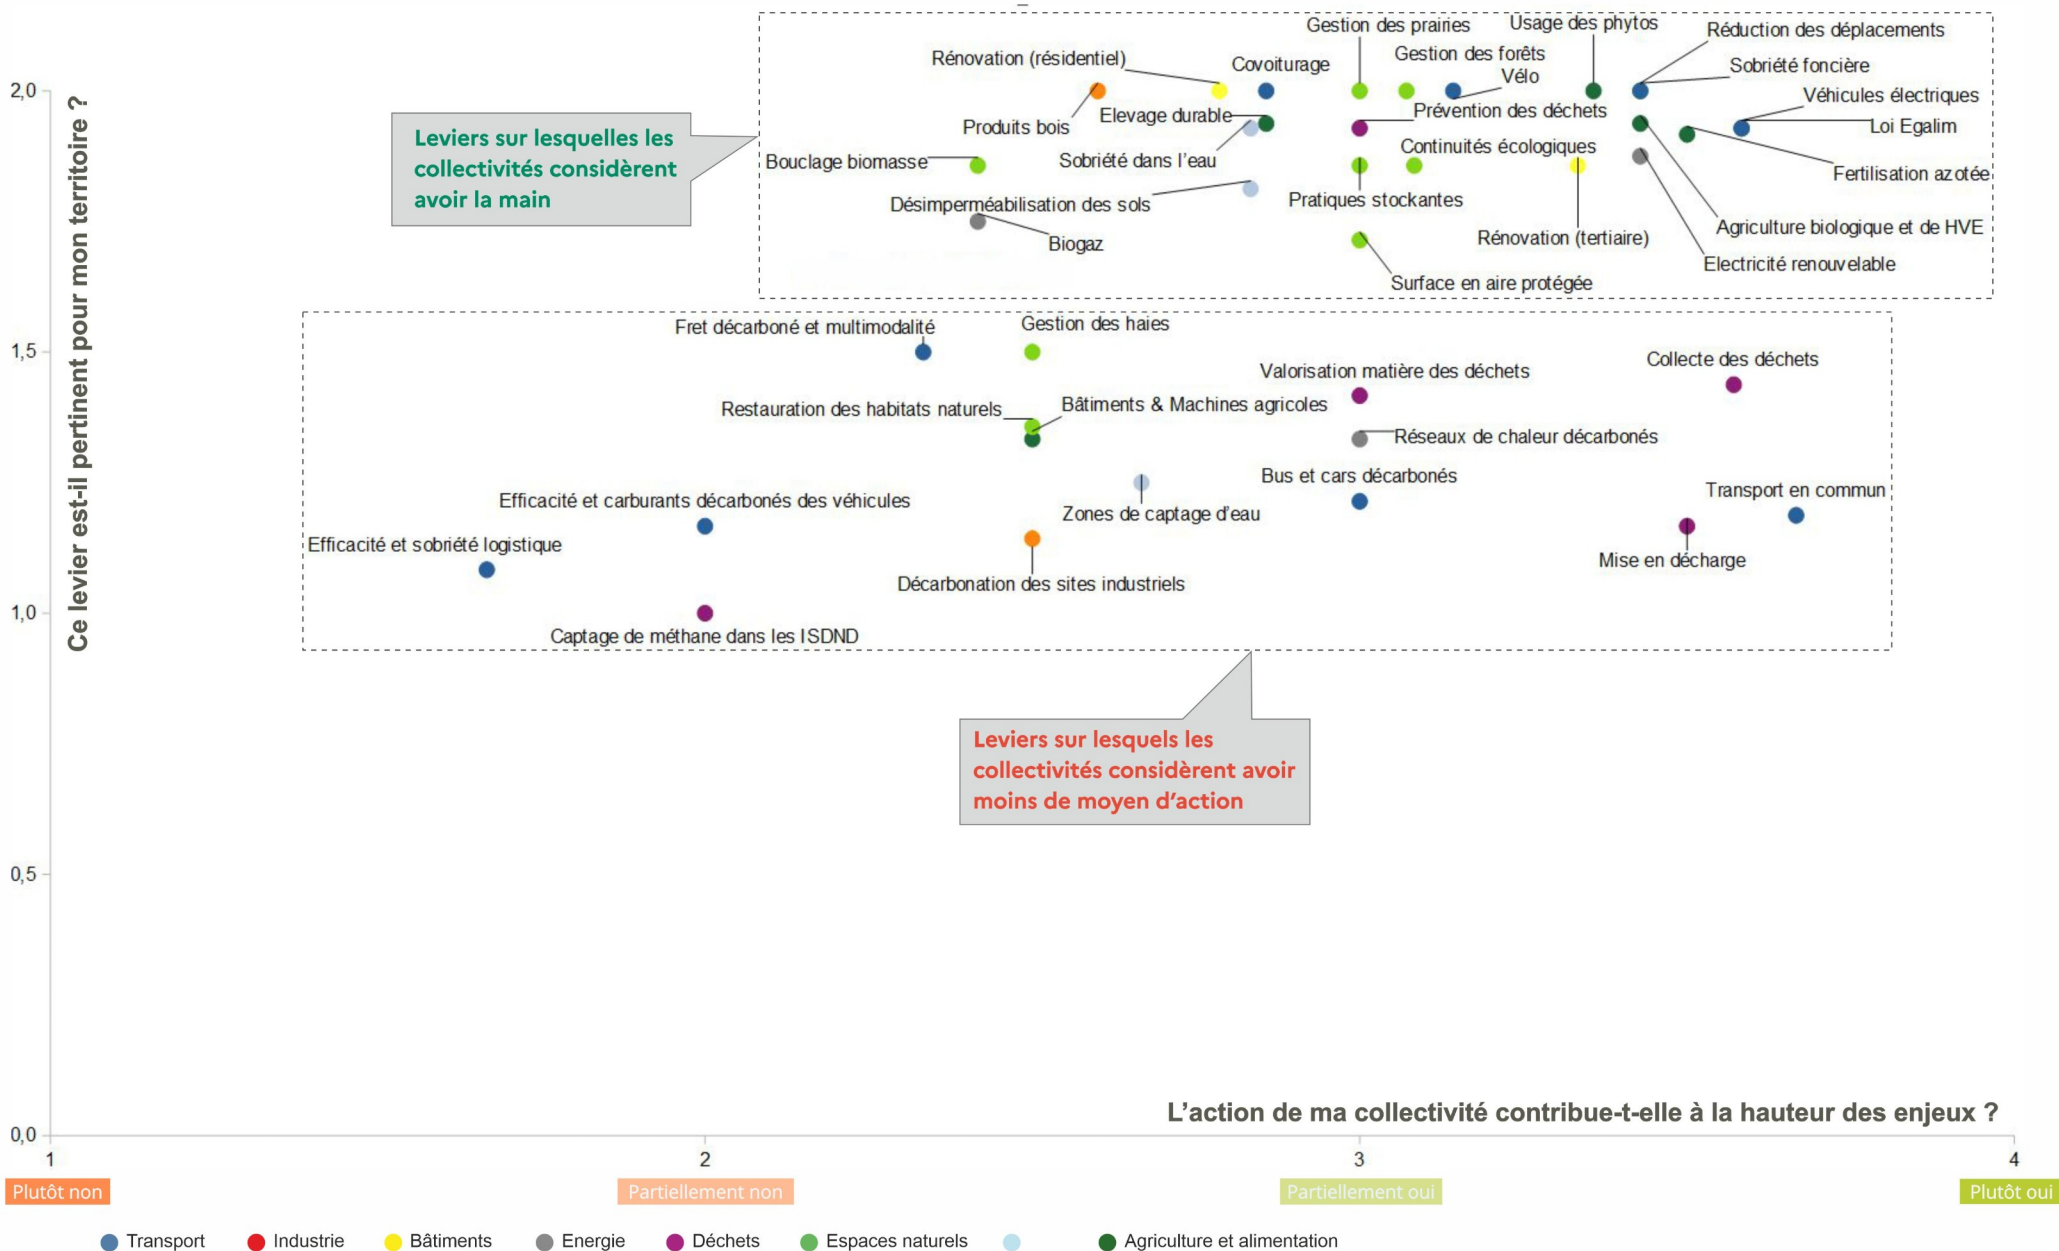 Gestion des prairies
Usage des phytos
Réduction des déplacements
Rénovation (résidentiel)
Covoiturage
Gestion des forêts
Sobriété foncière
Vélo
2,0
Véhicules électriques
Produits bois
Elevage durable
Prévention des déchets
Loi Egalim
Leviers sur lesquelles les
collectivités considèrent
avoir la main
Bouclage biomasse
Sobriété dans l'eau
Continuités écologiques
Fertilisation azotée
Désimperméabilisation des sols
Pratiques stockantes
Biogaz
Rénovation (tertiaire)
Agriculture biologique et de HVE
Electricité renouvelable
Surface en aire protégée
Ce levier est-il pertinent pour mon territoire ?
Fret décarboné et multimodalité
Gestion des haies
1,5
Valorisation matière des déchets
Collecte des déchets
Restauration des habitats naturels
Bâtiments & Machines agricoles
Réseaux de chaleur décarbonés
Bus et cars décarbonés
Efficacité et carburants décarbonés des véhicules
Zones de captage d'eau
Transport en commun
Efficacité et sobriété logistique
Mise en décharge
Décarbonation des sites industriels
1,0
Captage de méthane dans les ISDND
Leviers sur lesquels les
collectivités considèrent avoir
moins de moyen d'action
0,5
L'action de ma collectivité contribue-t-elle à la hauteur des enjeux ?
0,0
1
2
3
4
Plutôt non
Partiellement non
Partiellement oui
Plutôt oui
Transport
Industrie
Bâtiments
Energie
Déchets
Espaces naturels
Agriculture et alimentation